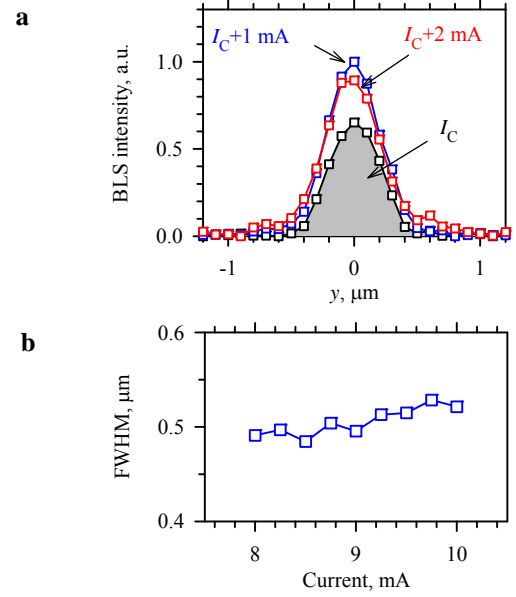 a
I_C+1 mA
I_C+2 mA
I_C
BLS intensity, a.u.
1.0
0.5
0.0
-1
0
1
y, μm
b
FWHM, μm
0.6
0.5
0.4
8
9
10
Current, mA